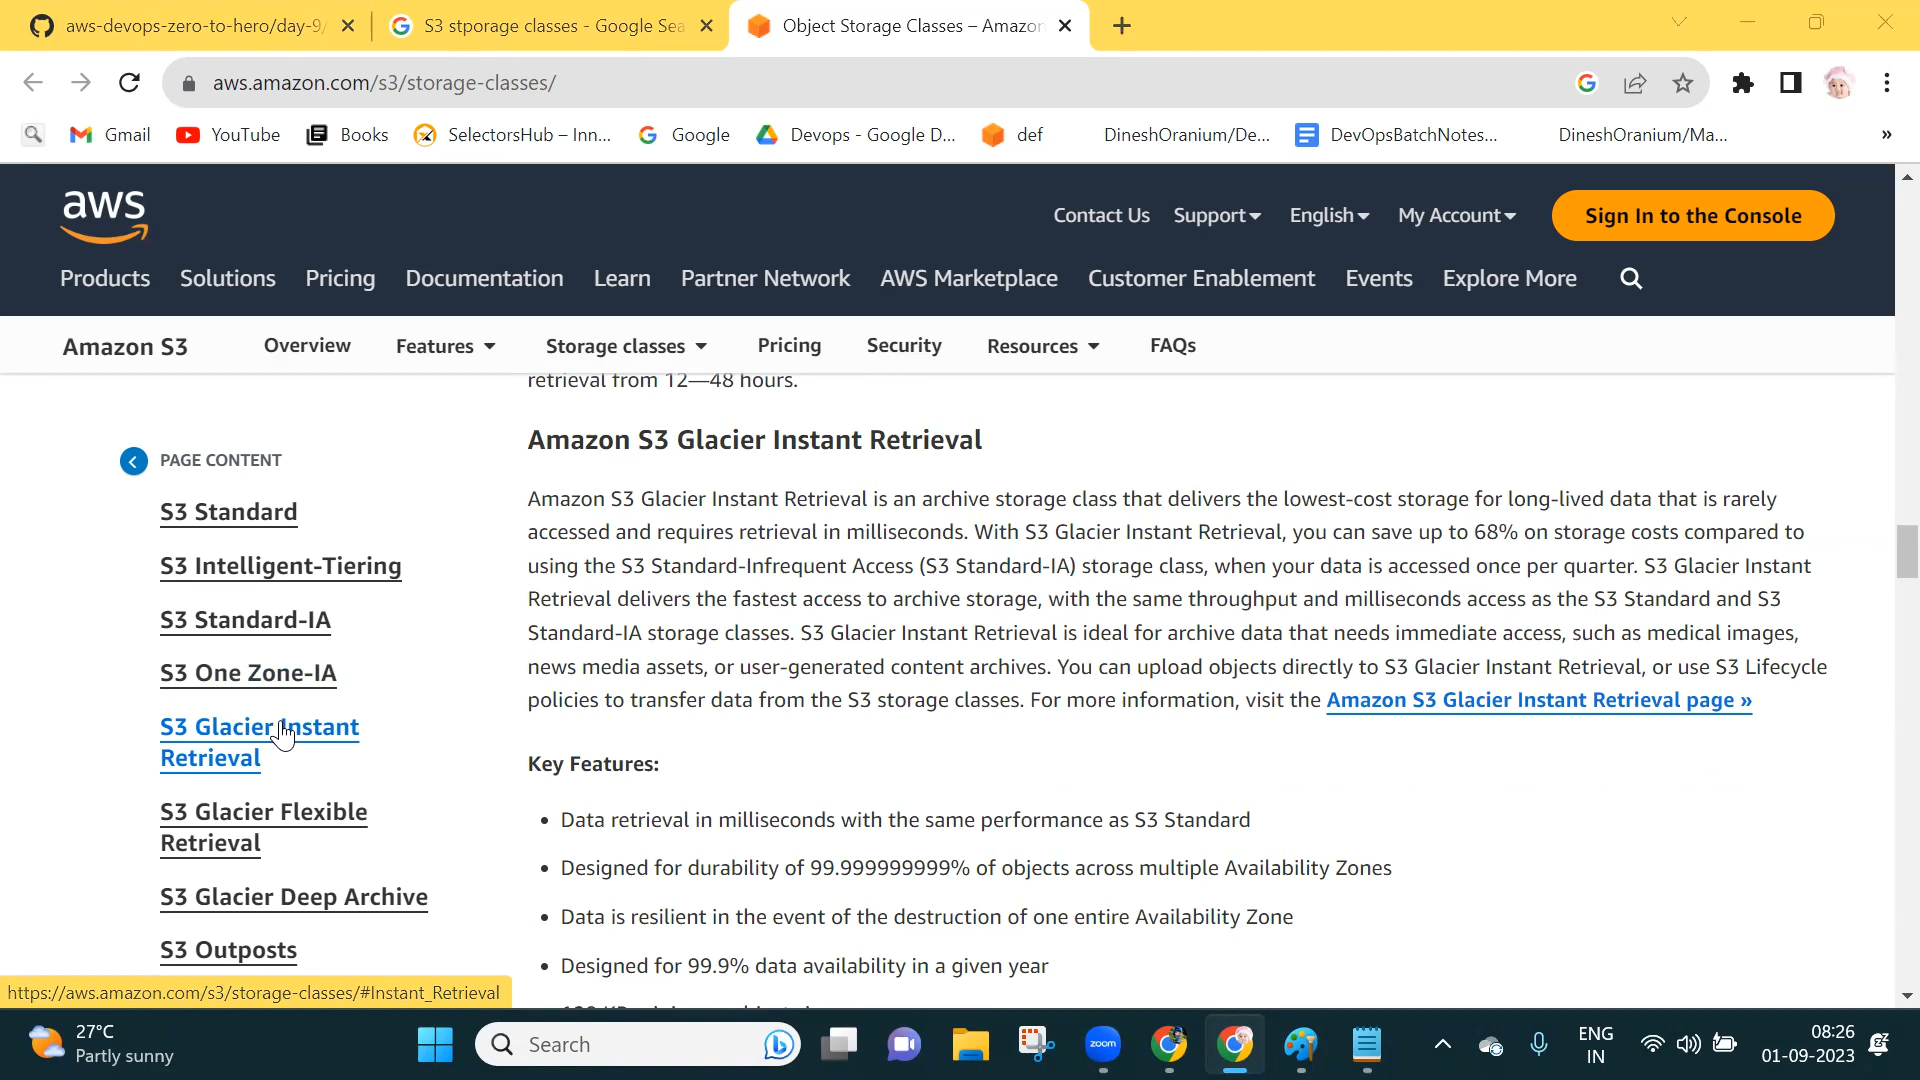 aws-devops-zero-to-hero/day-9/
S3 stporage classes - Google Sea
Object Storage Classes – Amazon
aws.amazon.com/s3/storage-classes/
Gmail
YouTube
Books
SelectorsHub – Inn...
Google
Devops - Google D...
def
DineshOranium/De...
DevOpsBatchNotes...
DineshOranium/Ma...
»
aws
Contact Us
Support
English
My Account
Sign In to the Console
Products
Solutions
Pricing
Documentation
Learn
Partner Network
AWS Marketplace
Customer Enablement
Events
Explore More
Amazon S3
Overview
Features
Storage classes
Pricing
Security
Resources
FAQs
PAGE CONTENT
S3 Standard
S3 Intelligent-Tiering
S3 Standard-IA
S3 One Zone-IA
S3 Glacier Instant
Retrieval
S3 Glacier Flexible
Retrieval
S3 Glacier Deep Archive
S3 Outposts
retrieval from 12—48 hours.
Amazon S3 Glacier Instant Retrieval
Amazon S3 Glacier Instant Retrieval is an archive storage class that delivers the lowest-cost storage for long-lived data that is rarely
accessed and requires retrieval in milliseconds. With S3 Glacier Instant Retrieval, you can save up to 68% on storage costs compared to
using the S3 Standard-Infrequent Access (S3 Standard-IA) storage class, when your data is accessed once per quarter. S3 Glacier Instant
Retrieval delivers the fastest access to archive storage, with the same throughput and milliseconds access as the S3 Standard and S3
Standard-IA storage classes. S3 Glacier Instant Retrieval is ideal for archive data that needs immediate access, such as medical images,
news media assets, or user-generated content archives. You can upload objects directly to S3 Glacier Instant Retrieval, or use S3 Lifecycle
policies to transfer data from the S3 storage classes. For more information, visit the Amazon S3 Glacier Instant Retrieval page »
Key Features:
• Data retrieval in milliseconds with the same performance as S3 Standard
• Designed for durability of 99.999999999% of objects across multiple Availability Zones
• Data is resilient in the event of the destruction of one entire Availability Zone
• Designed for 99.9% data availability in a given year
https://aws.amazon.com/s3/storage-classes/#Instant_Retrieval
27°C
Partly sunny
Search
zoom
ENG
IN
08:26
01-09-2023